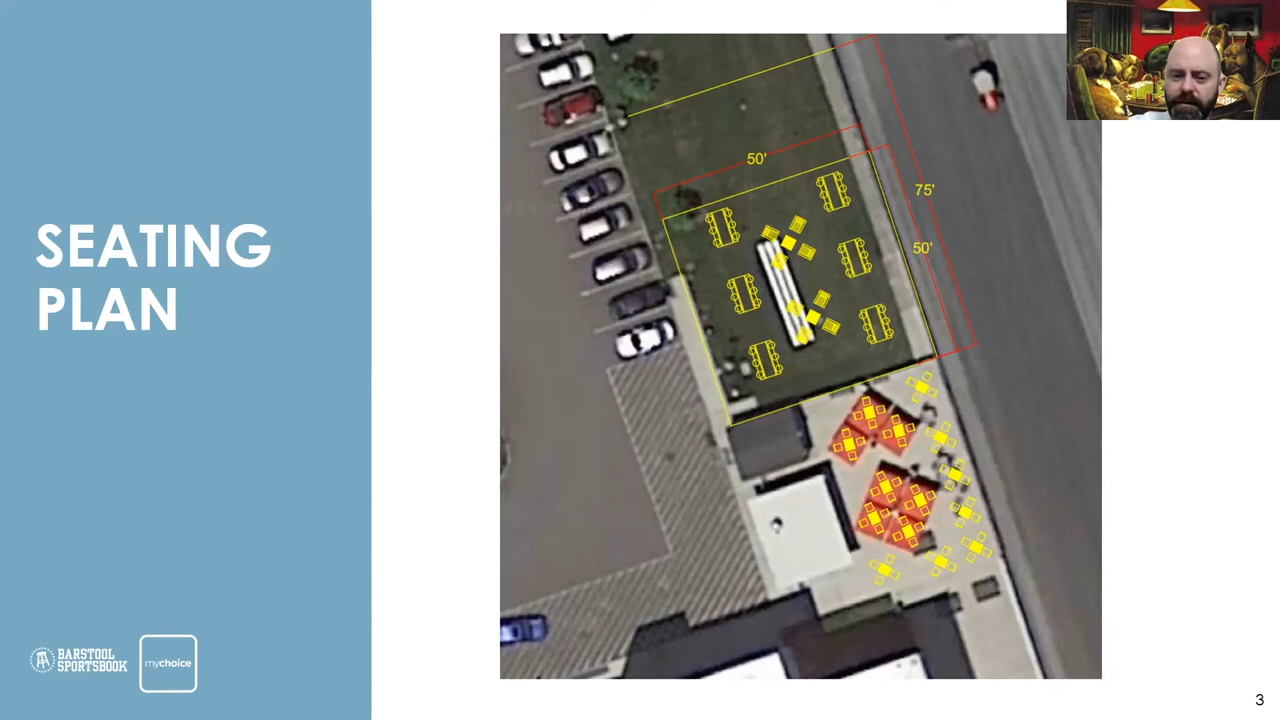 SEATING
PLAN
50'
75'
50'
BARSTOOL
SPORTSBOOK
mychoice
3